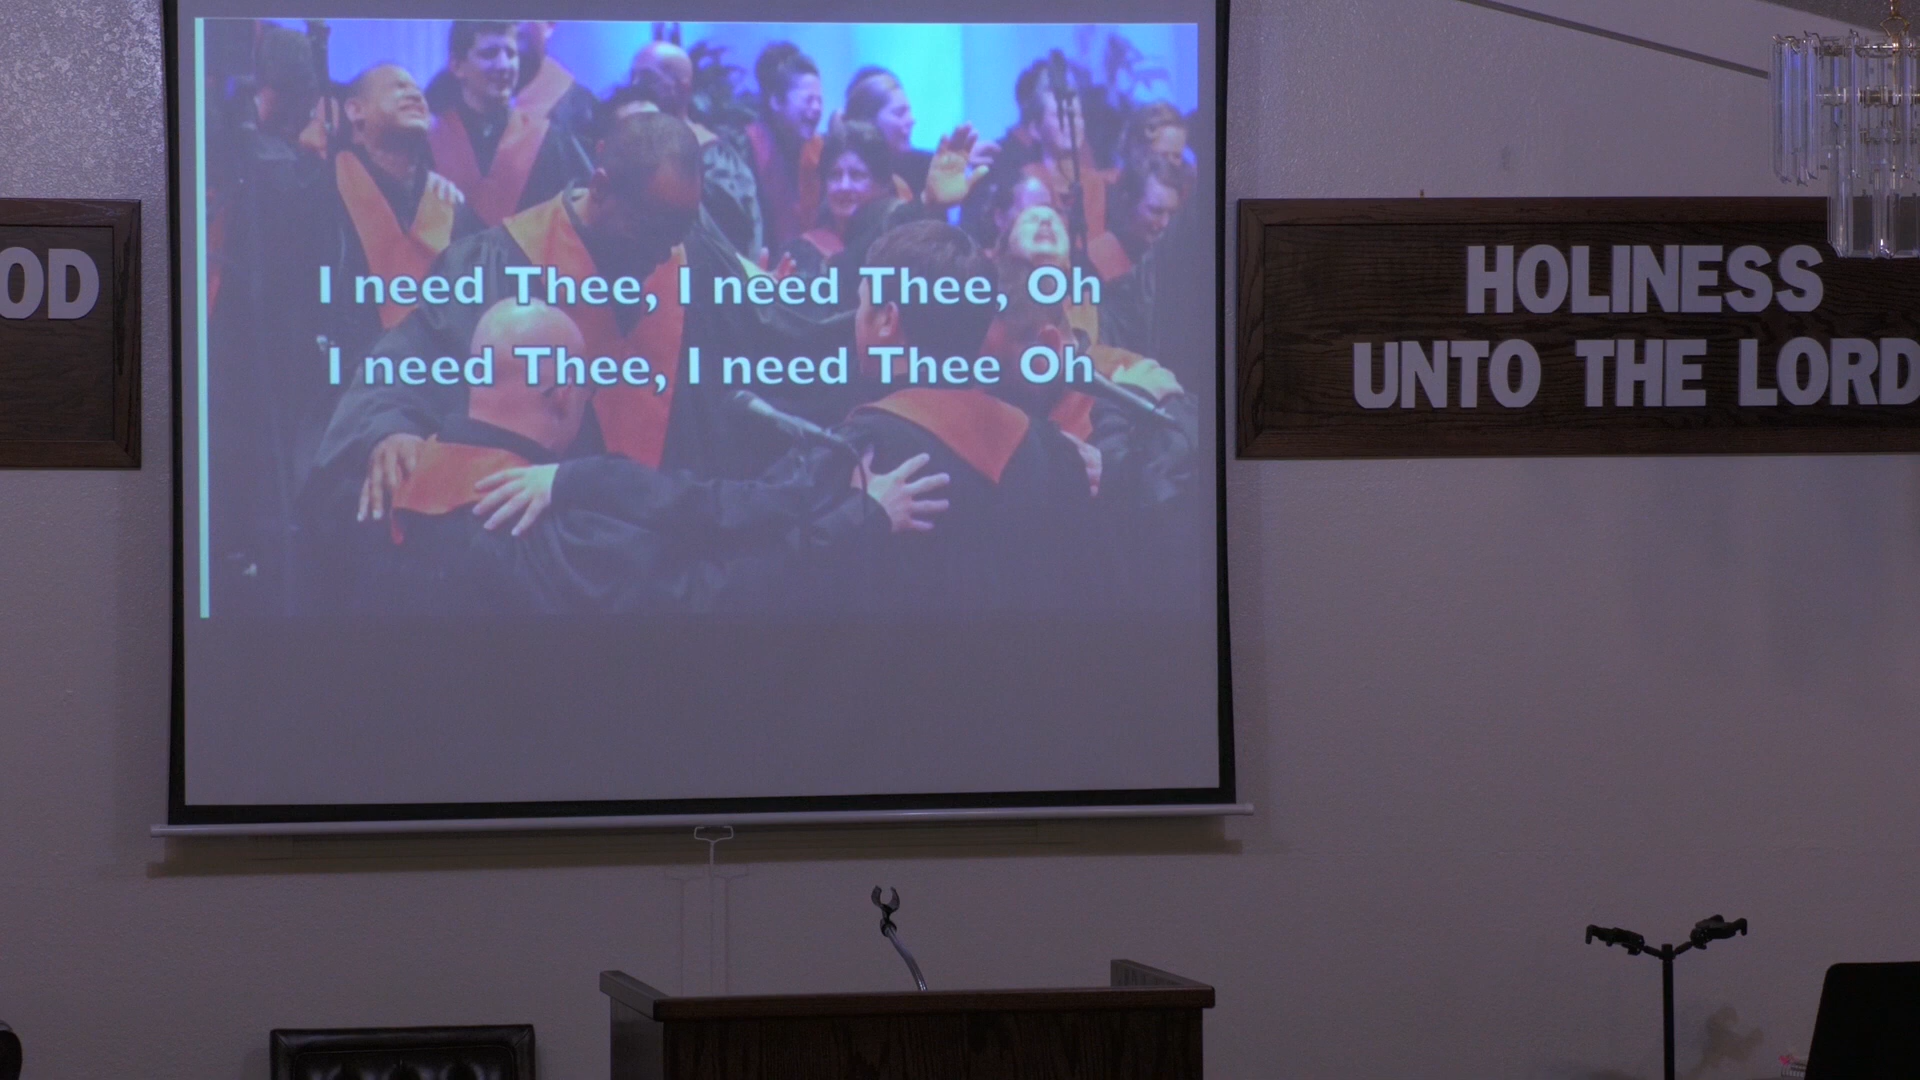 OD
I need Thee, I need Thee, Oh
I need Thee, I need Thee Oh
HOLINESS
UNTO THE LORD